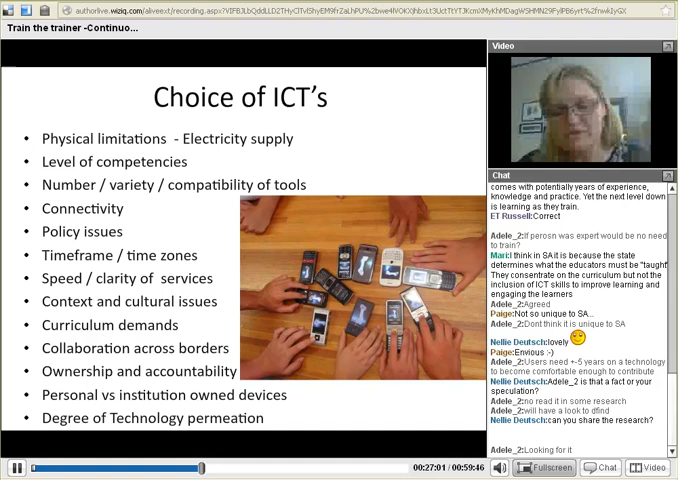 authorlive.wiziq.com/aliveext/recording.aspx?
Train the trainer -Continuo...
Choice of ICT's
• Physical limitations - Electricity supply
• Level of competencies
• Number / variety / compatibility of tools
• Connectivity
• Policy issues
• Timeframe / time zones
• Speed / clarity of services
• Context and cultural issues
• Curriculum demands
• Collaboration across borders
• Ownership and accountability
• Personal vs institution owned devices
• Degree of Technology permeation
Video
Chat
comes with potentially years of experience,
knowledge and practice. Yet the next level down
is learning as they train.
ET Russell:Correct
Adele_2:If perosn was expert would be no need
to train?
Mari:I think in SA it is because the state
determines what the educators must be "taught"
They consentrate on the curriculum but not the
inclusion of ICT skills to improve learning and
engaging the learners
Adele_2:Agreed
Paige:Not so unique to SA...
Adele_2:Dont think it is unique to SA
Nellie Deutsch:lovely
Paige:Envious :-)
Adele_2:Users need +-5 years on a technology
to become comfortable enough to contribute
Nellie Deutsch:Adele_2 is that a fact or your
speculation?
Adele_2:no read it in some research
Adele_2:will have a look to dfind
Nellie Deutsch:can you share the research?
Adele_2:Looking for it
00:27:01 / 00:59:46
Fullscreen
Chat
Video